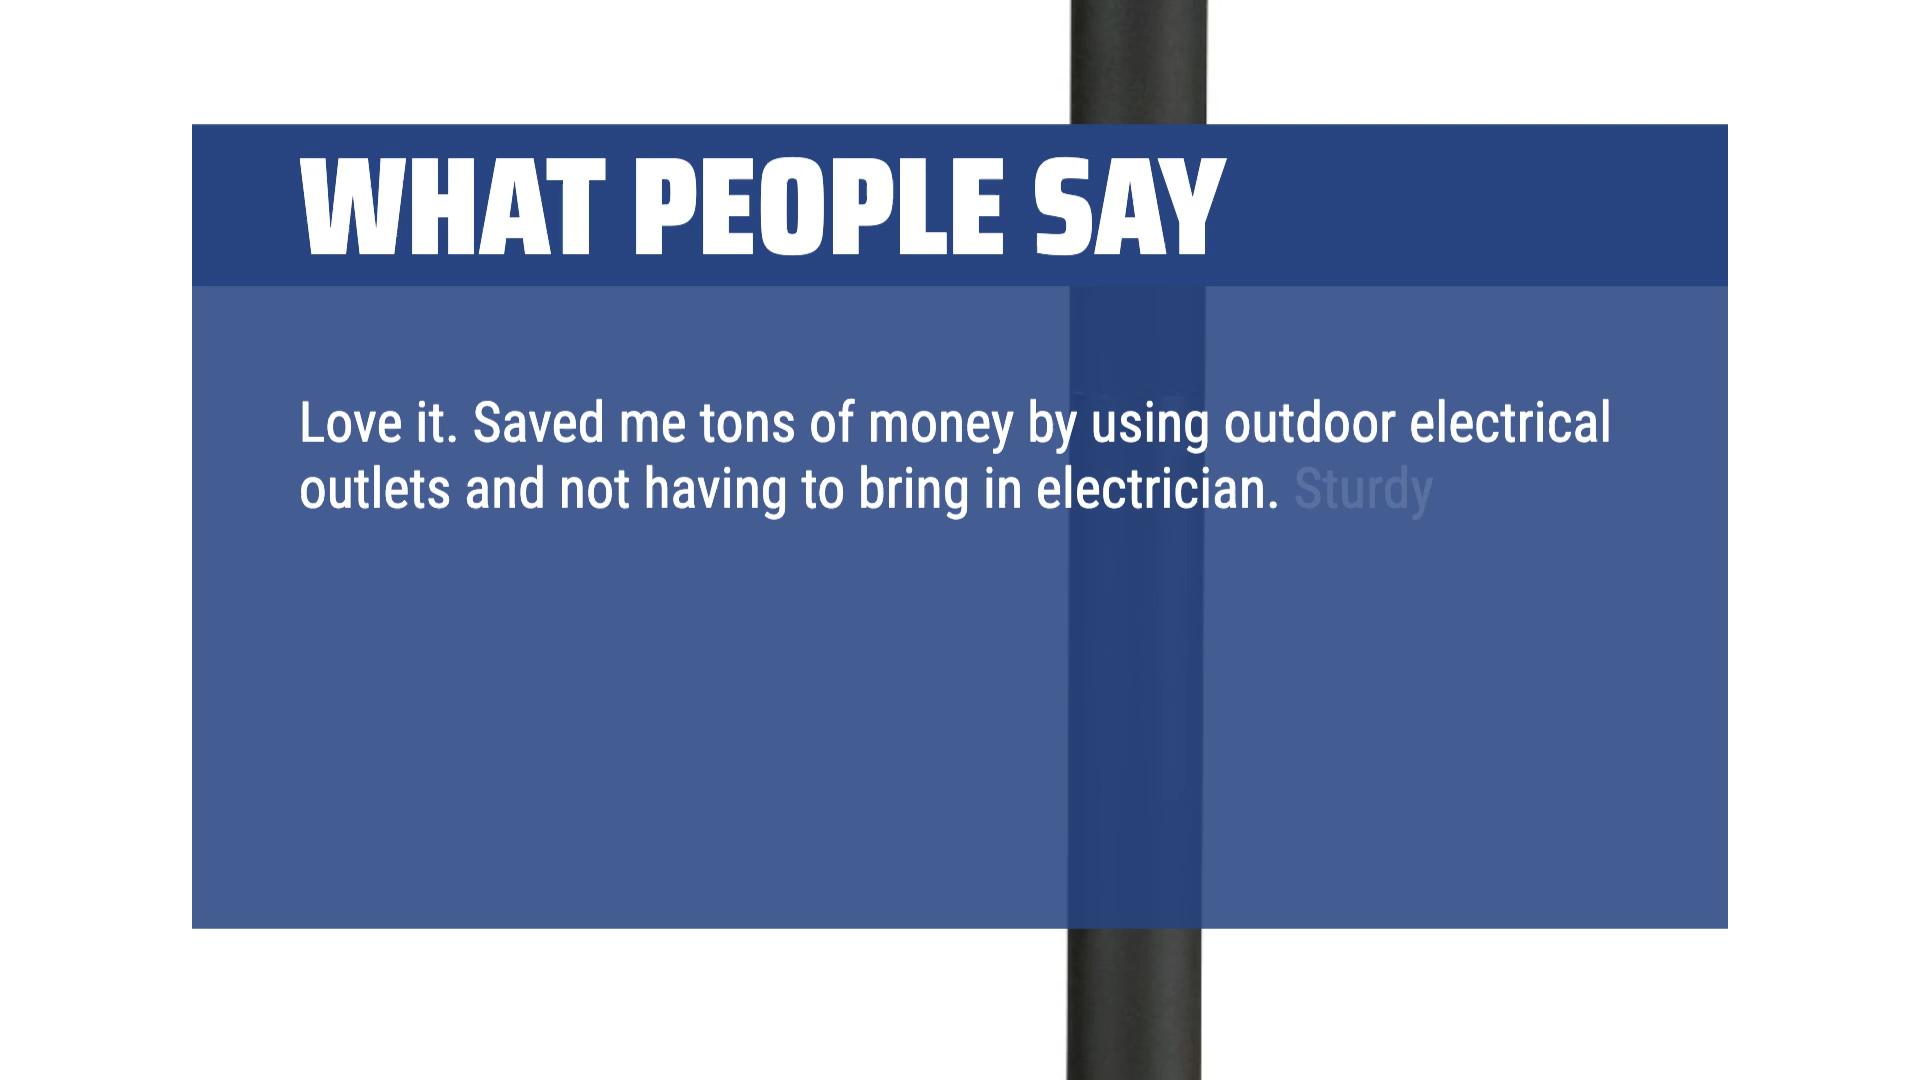 WHAT PEOPLE SAY
Love it. Saved me tons of money by using outdoor electrical
outlets and not having to bring in electrician. Sturdy